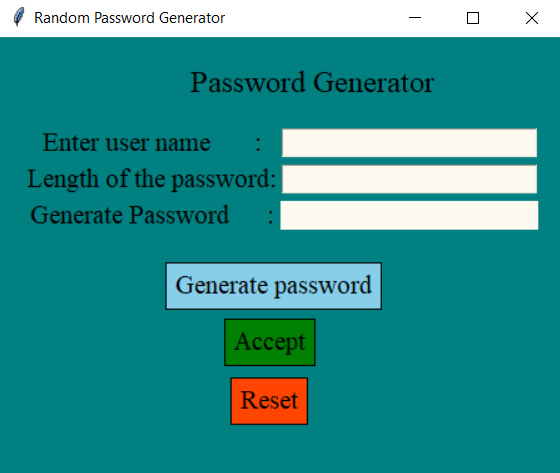 Random Password Generator
Password Generator
Enter user name :
Length of the password:
Generate Password :
Generate password
Accept
Reset